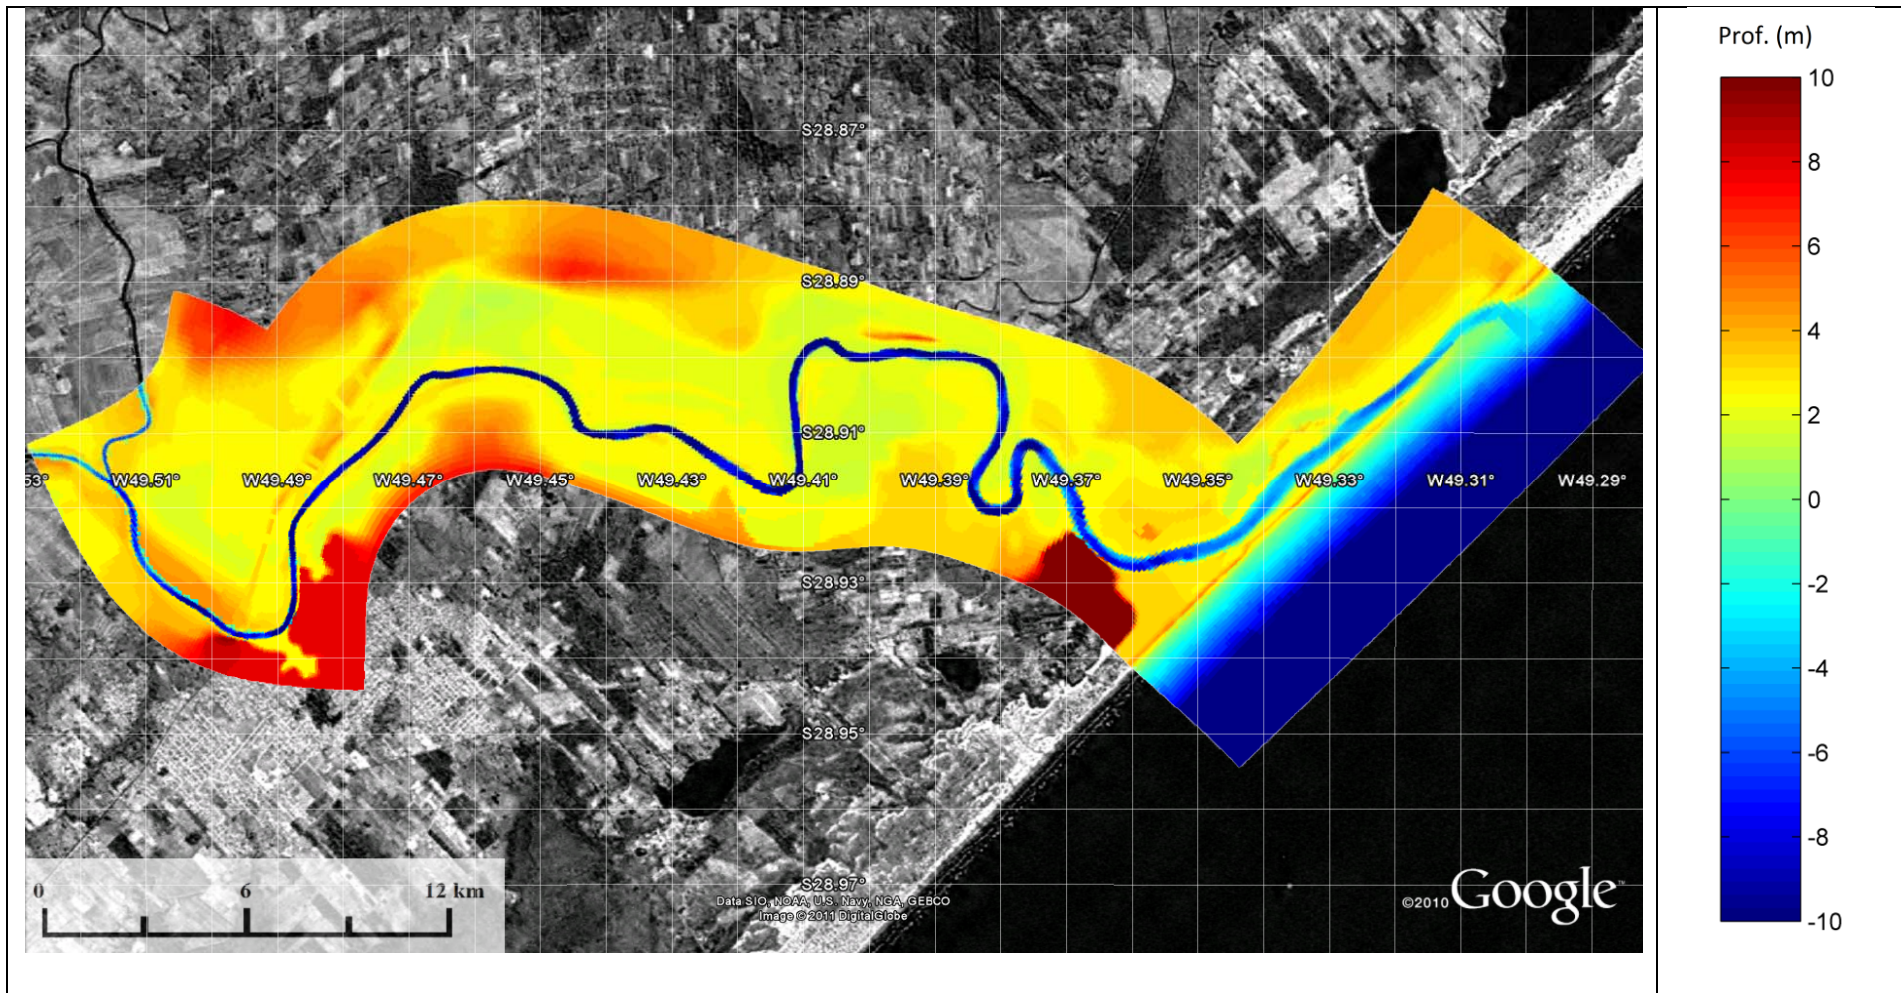 Prof. (m)
10
8
6
4
2
0
-2
-4
-6
-8
-10
S28.87°
S28.89°
S28.91°
53° W49.51° W49.49° W49.47° W49.45° W49.43° W49.41° W49.39° W49.37° W49.35° W49.33° W49.31° W49.29°
S28.93°
S28.95°
S28.97°
0 6 12 km
Data SIO, NOAA, U.S. Navy, NGA, GEBCO
Image © 2011 DigitalGlobe
©2010 Google™